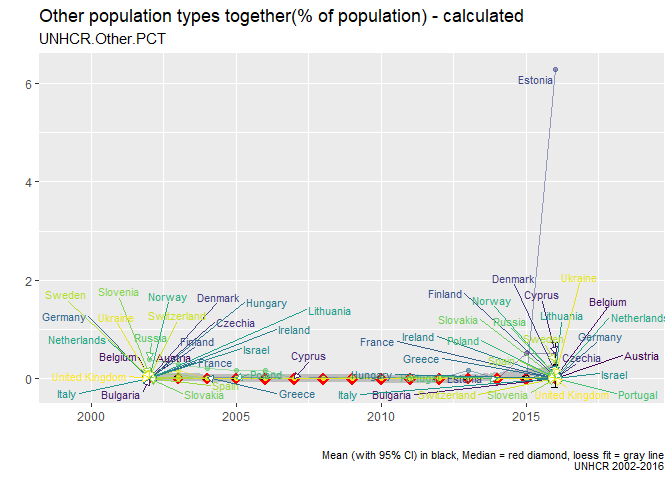 Other population types together(% of population) - calculated
UNHCR.Other.PCT
6
4
2
0
Estonia
Sweden
Slovenia
Norway
Denmark
Hungary
Germany
Ukraine
Switzerland
Czechia
Lithuania
Netherlands
Russia
Finland
Ireland
Belgium
Austria
France
Israel
Cyprus
United Kingdom
Italy
Bulgaria
Slovakia
Spain
Greece
Denmark
Ukraine
Finland
Norway
Cyprus
Belgium
Slovakia
Russia
Lithuania
Netherlands
France
Ireland
Poland
Sweden
Germany
Greece
Czechia
Austria
Hungary
Estonia
Israel
Italy
Bulgaria
Switzerland
Slovenia
United Kingdom
Portugal
2000
2005
2010
2015
Mean (with 95% CI) in black, Median = red diamond, loess fit = gray line
UNHCR 2002-2016